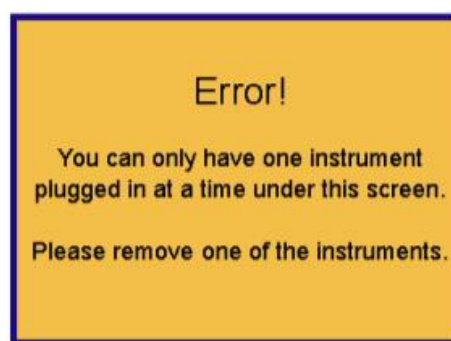 Error!
You can only have one instrument
plugged in at a time under this screen.
Please remove one of the instruments.